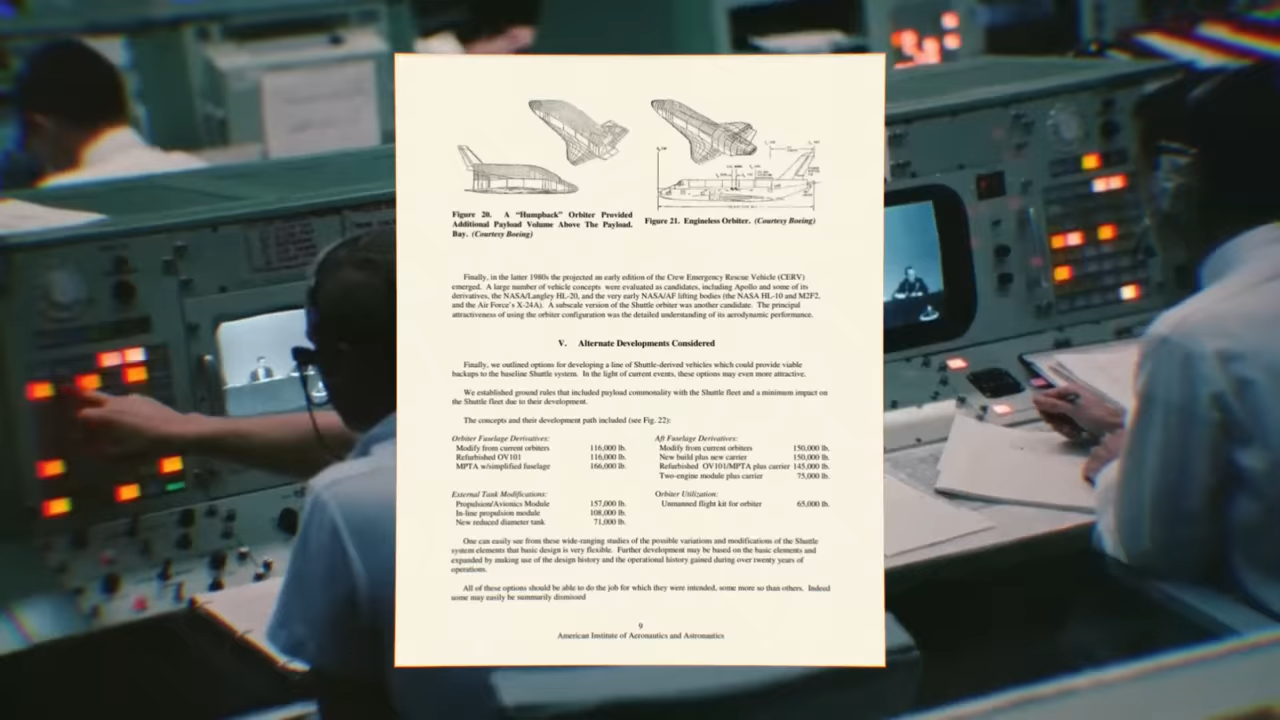 Figure 20. A "Humpback" Orbiter Provided
Additional Payload Volume Above The Payload.
Bay. (Courtesy Boeing)
Figure 21. Engineless Orbiter. (Courtesy Boeing)
Finally, in the latter 1980s the projected an early edition of the Crew Emergency Rescue Vehicle (CERV)
emerged. A large number of vehicle concepts were evaluated as candidates, including Apollo and some of its
derivatives, the NASA/Langley HL-20, and the very early NASA/AF lifting bodies (the NASA HL-10 and M2F2,
and the Air Force's X-24A). A subscale version of the Shuttle orbiter was another candidate. The principal
attractiveness of using the orbiter configuration was the detailed understanding of its aerodynamic performance.
V. Alternate Developments Considered
Finally, we outlined options for developing a line of Shuttle-derived vehicles which could provide viable
backups to the baseline Shuttle system. In the light of current events, these options may even more attractive.
We established ground rules that included payload commonality with the Shuttle fleet and a minimum impact on
the Shuttle fleet due to their development.
The concepts and their development path included (see Fig. 22):
Orbiter Fuselage Derivatives:
Modify from current orbiters 116,000 lb.
Refurbished OV101 116,000 lb.
MPTA w/simplified fuselage 166,000 lb.
Aft Fuselage Derivatives:
Modify from current orbiters 150,000 lb.
New build plus new carrier 150,000 lb.
Refurbished OV101/MPTA plus carrier 145,000 lb.
Two-engine module plus carrier 75,000 lb.
External Tank Modifications:
Propulsion/Avionics Module 157,000 lb.
In-line propulsion module 108,000 lb.
New reduced diameter tank 71,000 lb.
Orbiter Utilization:
Unmanned flight kit for orbiter 65,000 lb.
One can easily see from these wide-ranging studies of the possible variations and modifications of the Shuttle
system elements that basic design is very flexible. Further development may be based on the basic elements and
expanded by making use of the design history and the operational history gained during over twenty years of
operations.
All of these options should be able to do the job for which they were intended, some more so than others. Indeed
some may easily be summarily dismissed
9
American Institute of Aeronautics and Astronautics